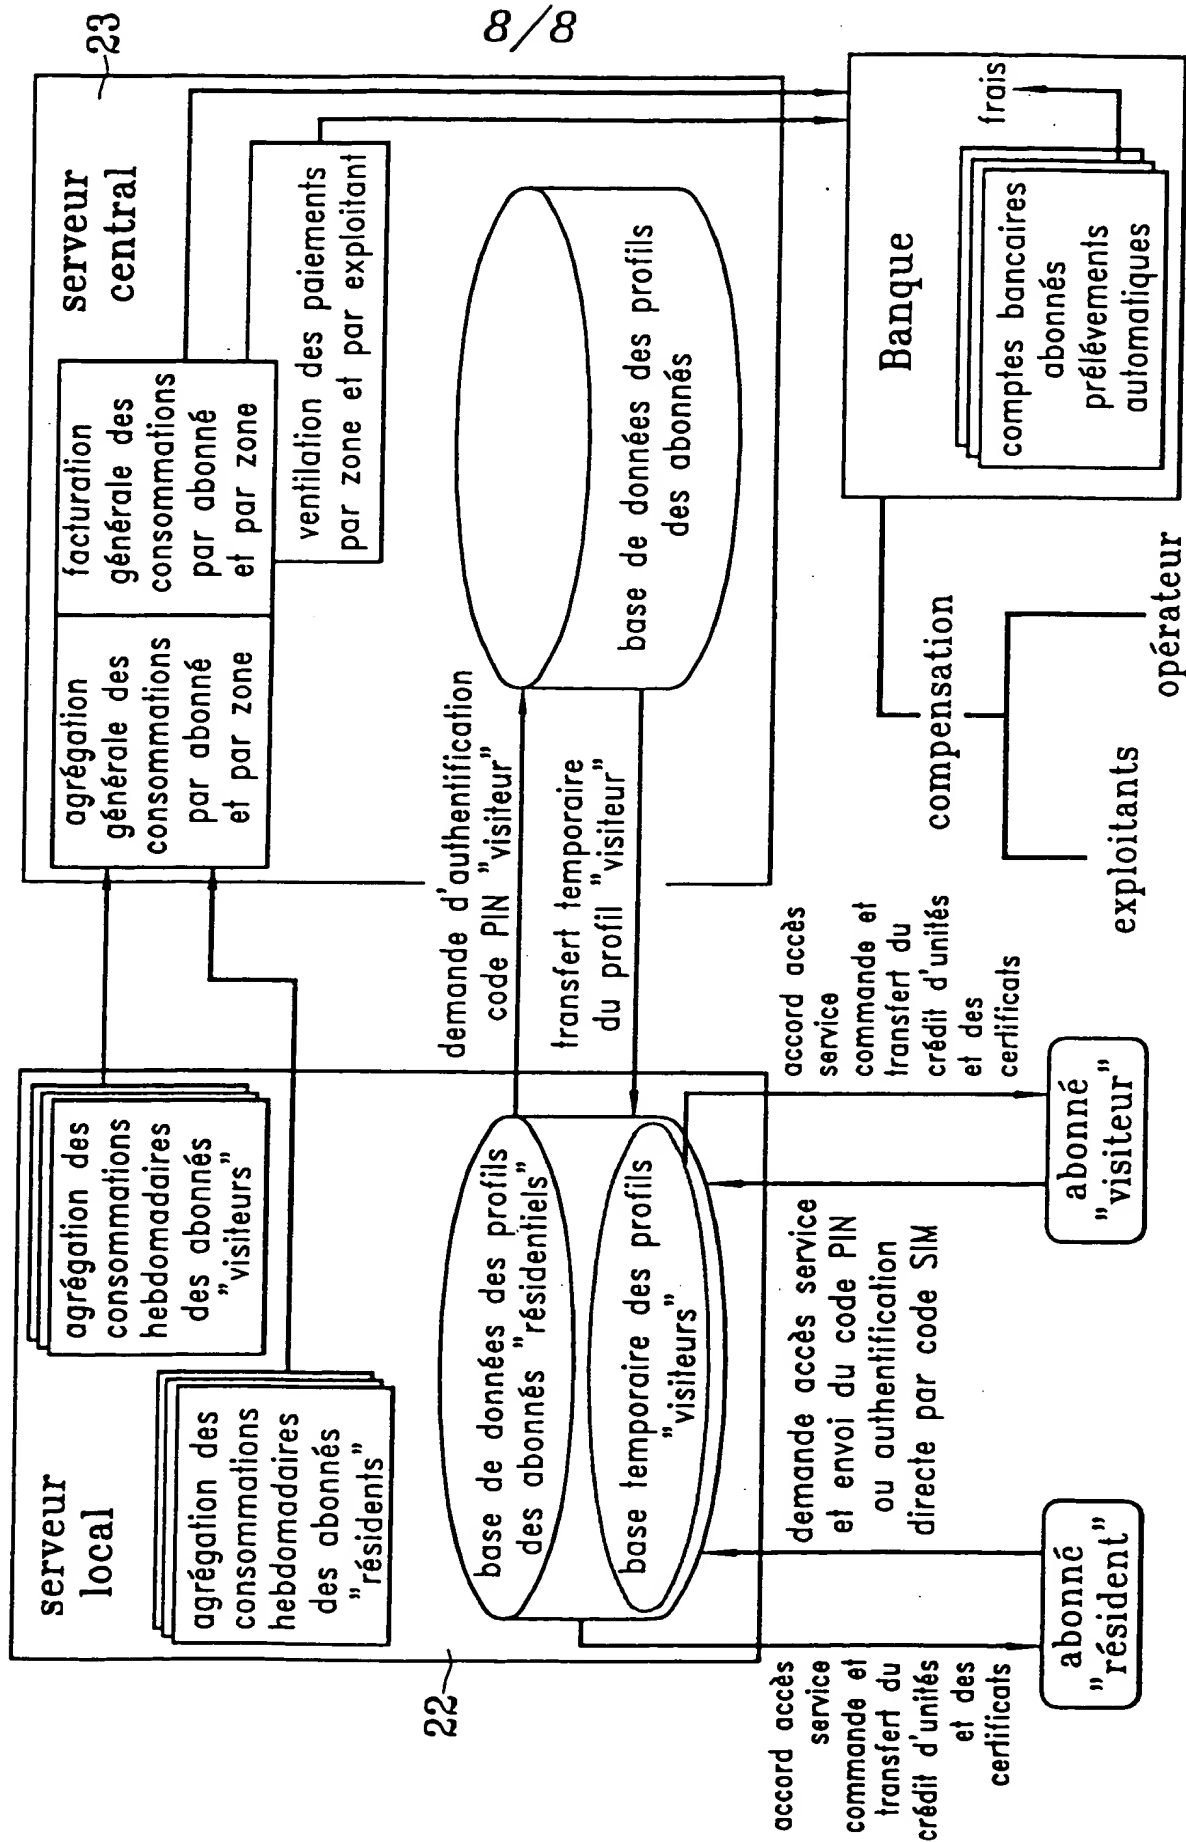 8/8
serveur
local
22
agrégation des
consommations
hebdomadaires
des abonnés
"résidents"
agrégation des
consommations
hebdomadaires
des abonnés
"visiteurs"
base de données des profils
des abonnés "résidentiels"
base temporaire des profils
"visiteurs"
accord accès
service
commande et
transfert du
crédit d'unités
et des
certificats
abonné
"résident"
demande accès service
et envoi du code PIN
ou authentification
directe par code SIM
abonné
"visiteur"
accord accès
service
commande et
transfert du
crédit d'unités
et des
certificats
demande d'authentification
code PIN "visiteur"
transfert temporaire
du profil "visiteur"
serveur
central
23
agrégation
générale des
consommations
par abonné
et par zone
facturation
générale des
consommations
par abonné
et par zone
ventilation des paiements
par zone et par exploitant
base de données des profils
des abonnés
Banque
comptes bancaires
abonnés
prélévements
automatiques
frais
compensation
exploitants
opérateur